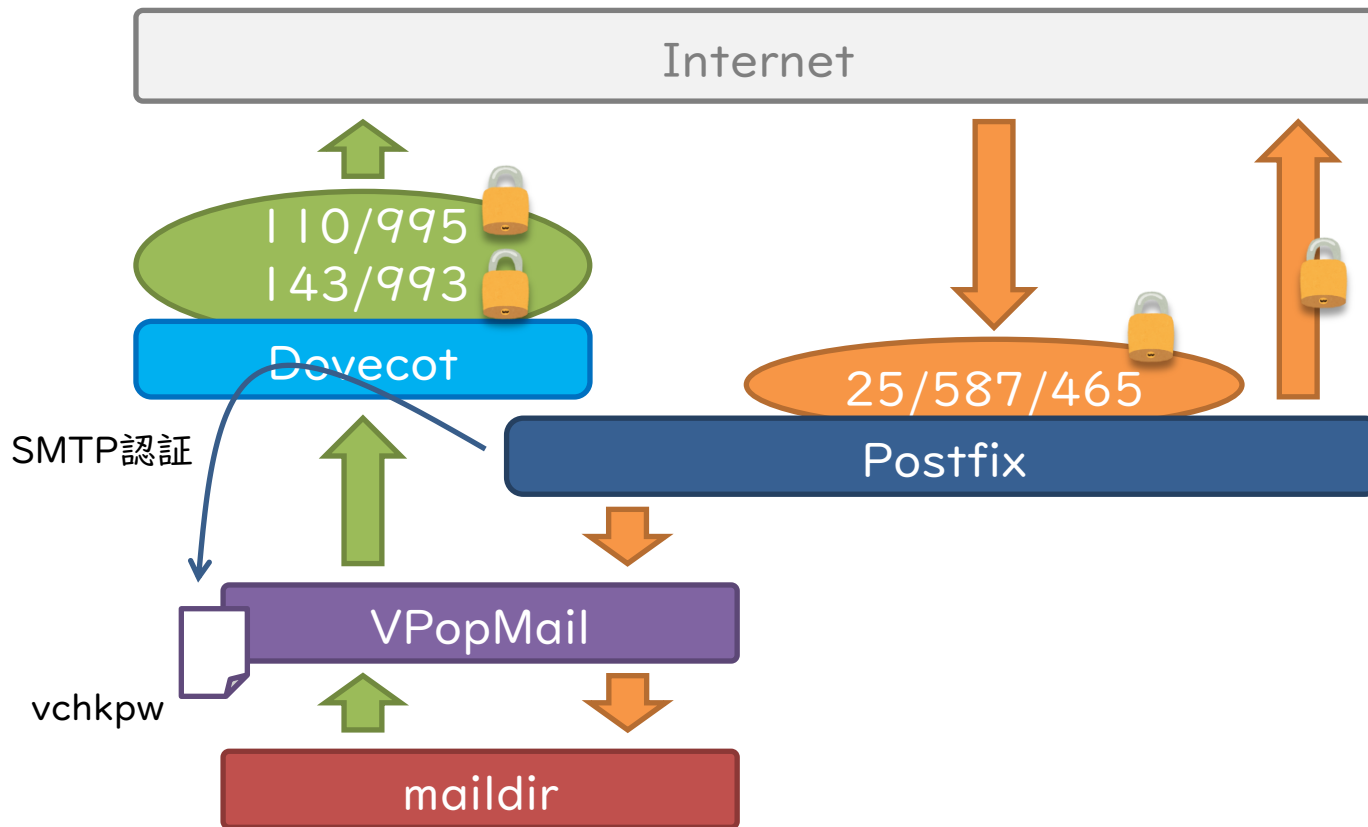 Internet
110/995
143/993
Dovecot
25/587/465
SMTP認証
Postfix
VPopMail
vchkpw
maildir